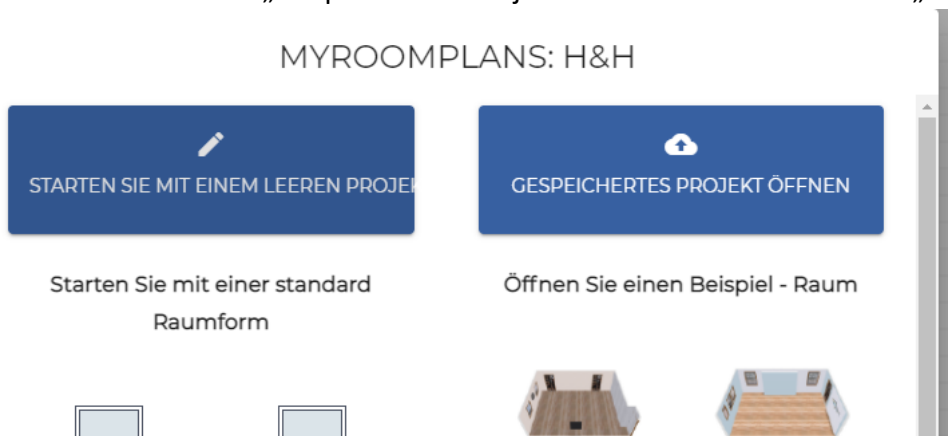 MYROOMPLANS: H&H
STARTEN SIE MIT EINEM LEEREN
GESPEICHERTES PROJEKT ÖFFNEN
Starten Sie mit einer standard
Raumform
Öffnen Sie einen Beispiel - Raum